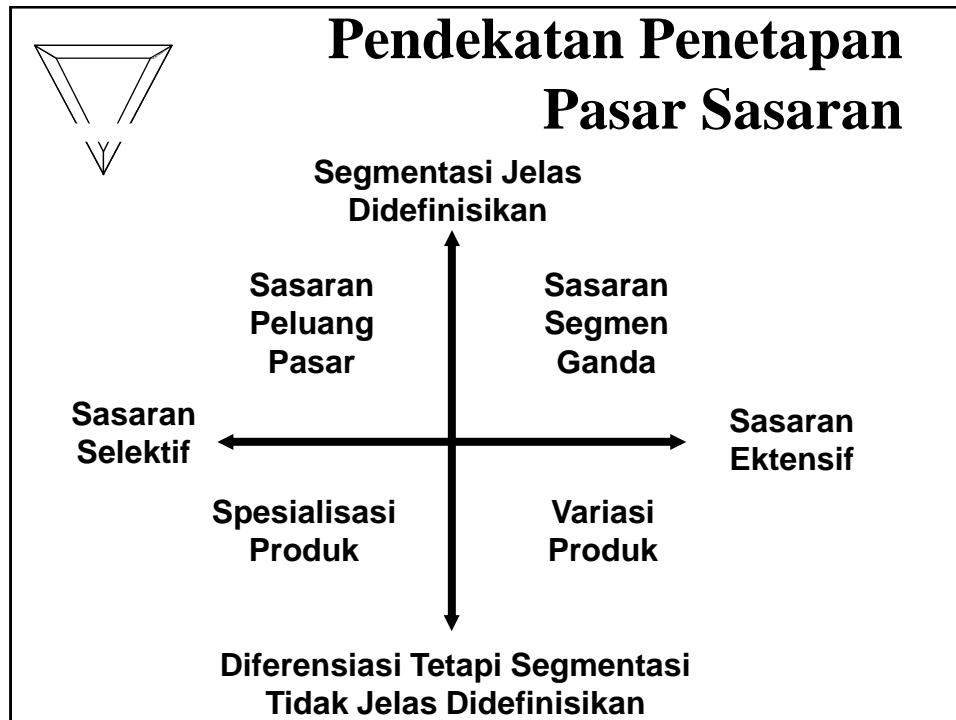 Pendekatan Penetapan
Pasar Sasaran
Segmentasi Jelas
Didefinisikan
Sasaran
Peluang
Pasar
Sasaran
Segmen
Ganda
Sasaran
Selektif
Sasaran
Ektensif
Spesialisasi
Produk
Variasi
Produk
Diferensiasi Tetapi Segmentasi
Tidak Jelas Didefinisikan